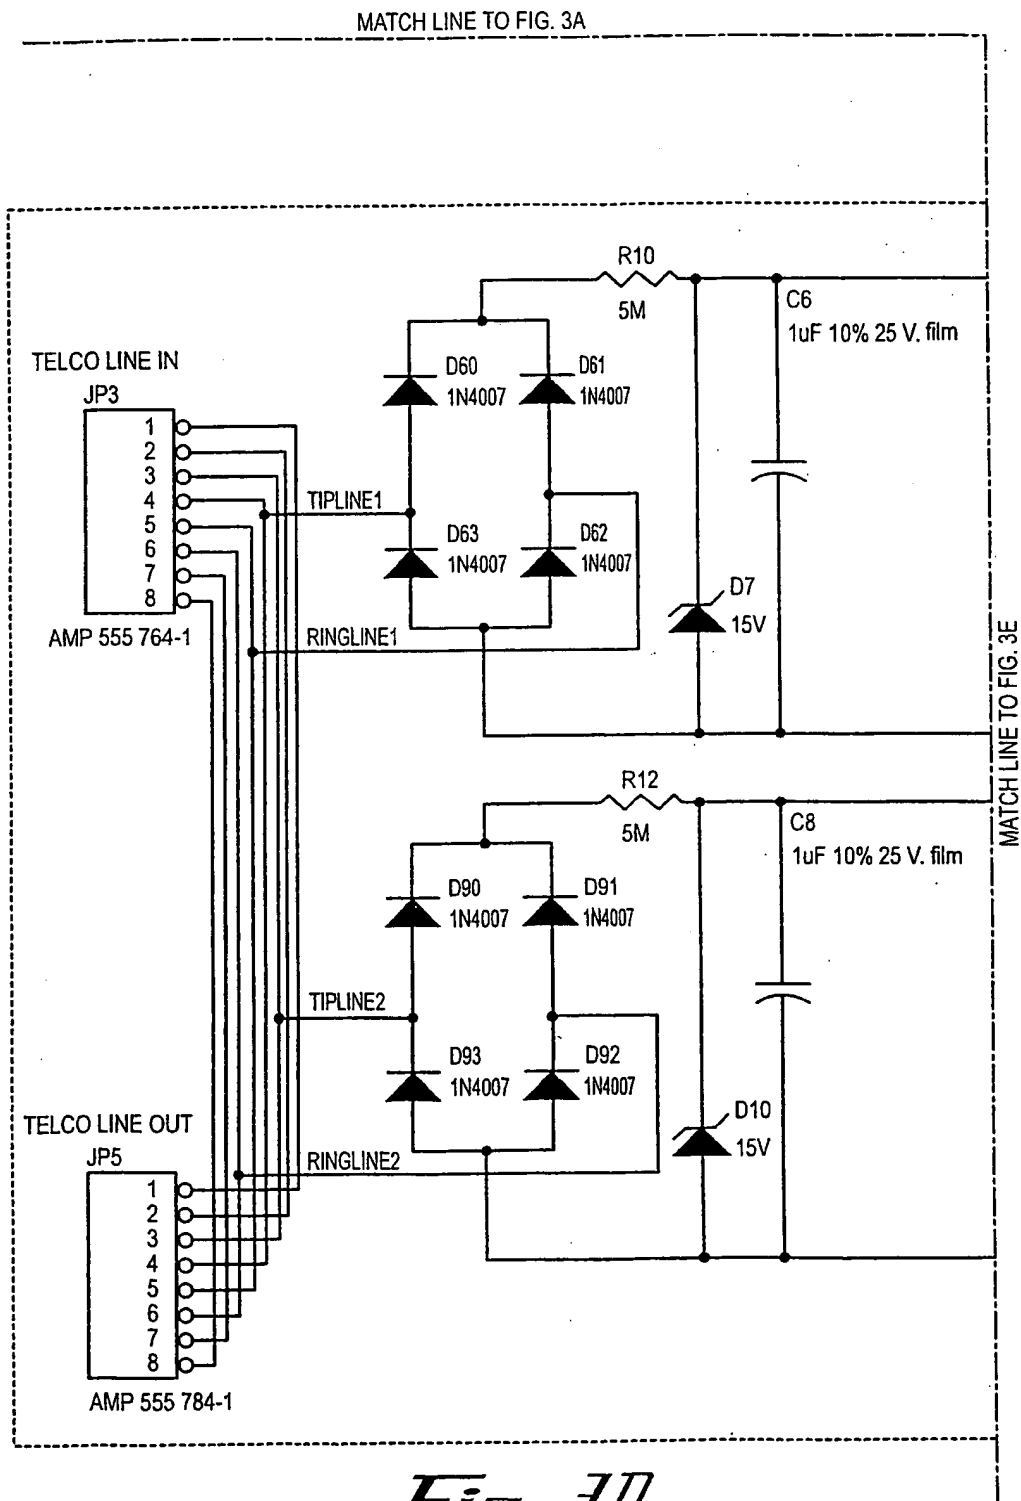 MATCH LINE TO FIG. 3A
R10
5M
C6
1uF 10% 25 V. film
TELCO LINE IN
JP3
D60
1N4007
D61
1N4007
1
2
3
4
5
6
7
8
TIPLINE1
D63
1N4007
D62
1N4007
D7
15V
AMP 555 764-1
RINGLINE1
MATCH LINE TO FIG. 3E
R12
5M
C8
1uF 10% 25 V. film
D90
1N4007
D91
1N4007
TIPLINE2
D93
1N4007
D92
1N4007
D10
15V
TELCO LINE OUT
JP5
RINGLINE2
1
2
3
4
5
6
7
8
AMP 555 784-1
Fig. 3D